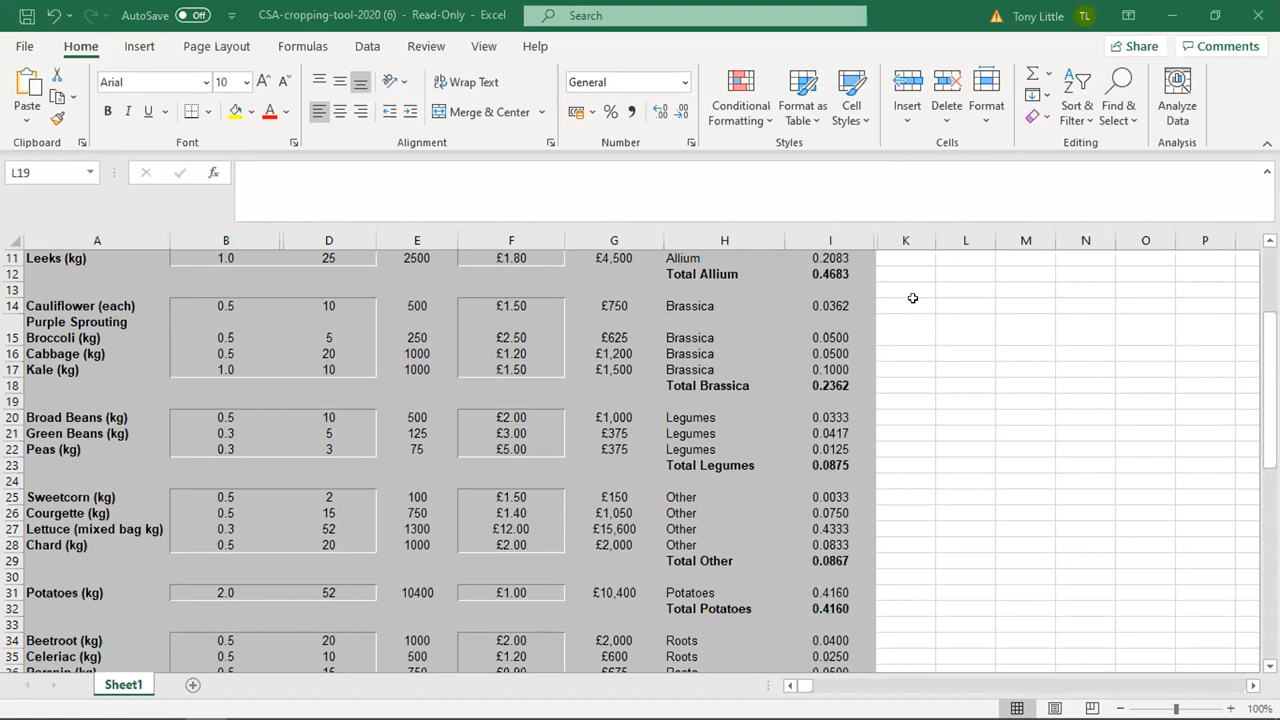 AutoSave Off CSA-cropping-tool-2020 (6) - Read-Only - Excel Search Tony Little TL
File Home Insert Page Layout Formulas Data Review View Help Share Comments
Paste Arial 10 Wrap Text General Conditional Formatting Format as Table Cell Styles Insert Delete Format Sort & Filter Find & Select Analyze Data
B I U A Merge & Center % ,
Clipboard Font Alignment Number Styles Cells Editing Analysis
L19 fx
A B D E F G H I K L M N O P
11 Leeks (kg) 1.0 25 2500 £1.80 £4,500 Allium 0.2083
12 Total Allium 0.4683
13
14 Cauliflower (each) 0.5 10 500 £1.50 £750 Brassica 0.0362
Purple Sprouting
15 Broccoli (kg) 0.5 5 250 £2.50 £625 Brassica 0.0500
16 Cabbage (kg) 0.5 20 1000 £1.20 £1,200 Brassica 0.0500
17 Kale (kg) 1.0 10 1000 £1.50 £1,500 Brassica 0.1000
18 Total Brassica 0.2362
19
20 Broad Beans (kg) 0.5 10 500 £2.00 £1,000 Legumes 0.0333
21 Green Beans (kg) 0.3 5 125 £3.00 £375 Legumes 0.0417
22 Peas (kg) 0.3 3 75 £5.00 £375 Legumes 0.0125
23 Total Legumes 0.0875
24
25 Sweetcorn (kg) 0.5 2 100 £1.50 £150 Other 0.0033
26 Courgette (kg) 0.5 15 750 £1.40 £1,050 Other 0.0750
27 Lettuce (mixed bag kg) 0.3 52 1300 £12.00 £15,600 Other 0.4333
28 Chard (kg) 0.5 20 1000 £2.00 £2,000 Other 0.0833
29 Total Other 0.0867
30
31 Potatoes (kg) 2.0 52 10400 £1.00 £10,400 Potatoes 0.4160
32 Total Potatoes 0.4160
33
34 Beetroot (kg) 0.5 20 1000 £2.00 £2,000 Roots 0.0400
35 Celeriac (kg) 0.5 10 500 £1.20 £600 Roots 0.0250
Sheet1
100%